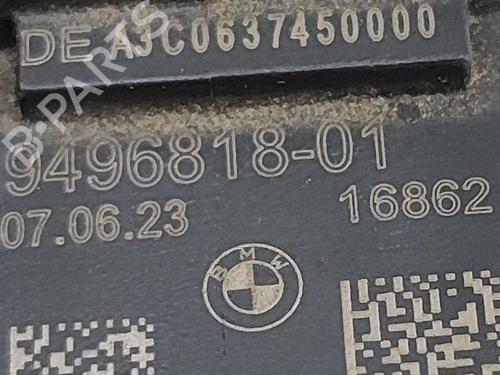 DE A3C0637450000
9496818-01
07.06.23
16862
BMW
B-PARTS